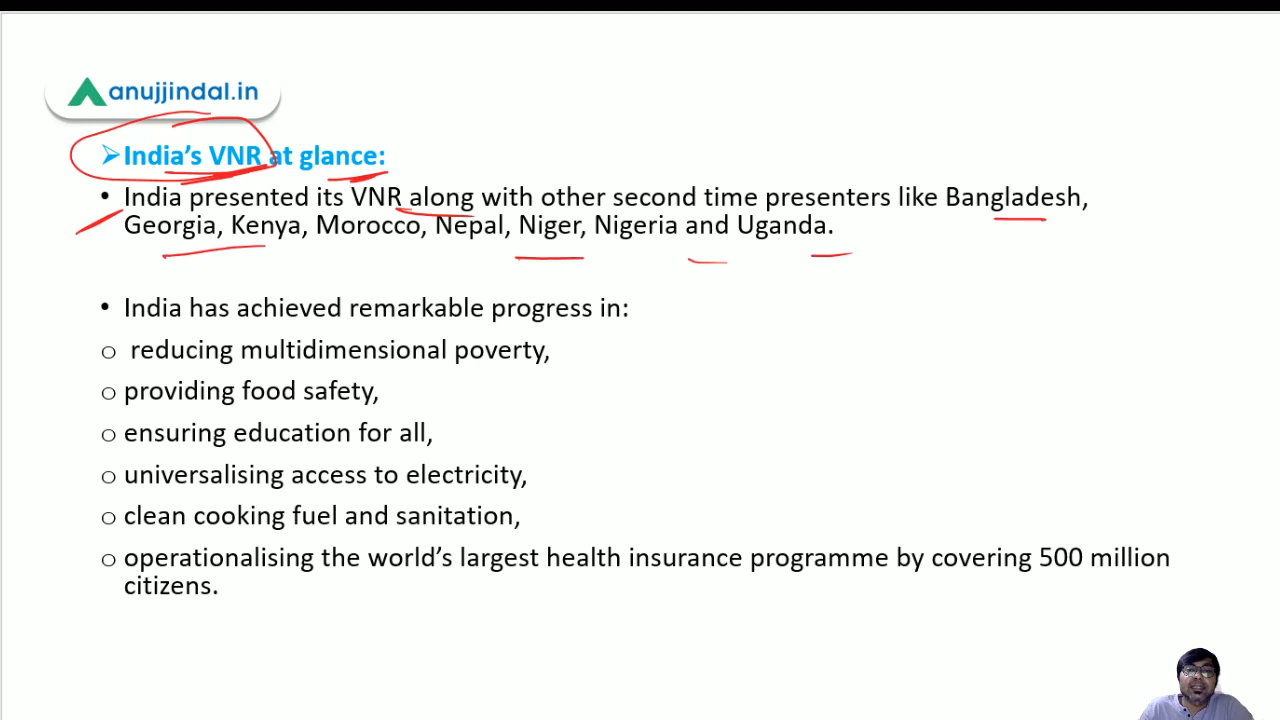 anujjindal.in
➢India's VNR at glance:
• India presented its VNR along with other second time presenters like Bangladesh,
Georgia, Kenya, Morocco, Nepal, Niger, Nigeria and Uganda.
• India has achieved remarkable progress in:
o reducing multidimensional poverty,
o providing food safety,
o ensuring education for all,
o universalising access to electricity,
o clean cooking fuel and sanitation,
o operationalising the world's largest health insurance programme by covering 500 million
citizens.